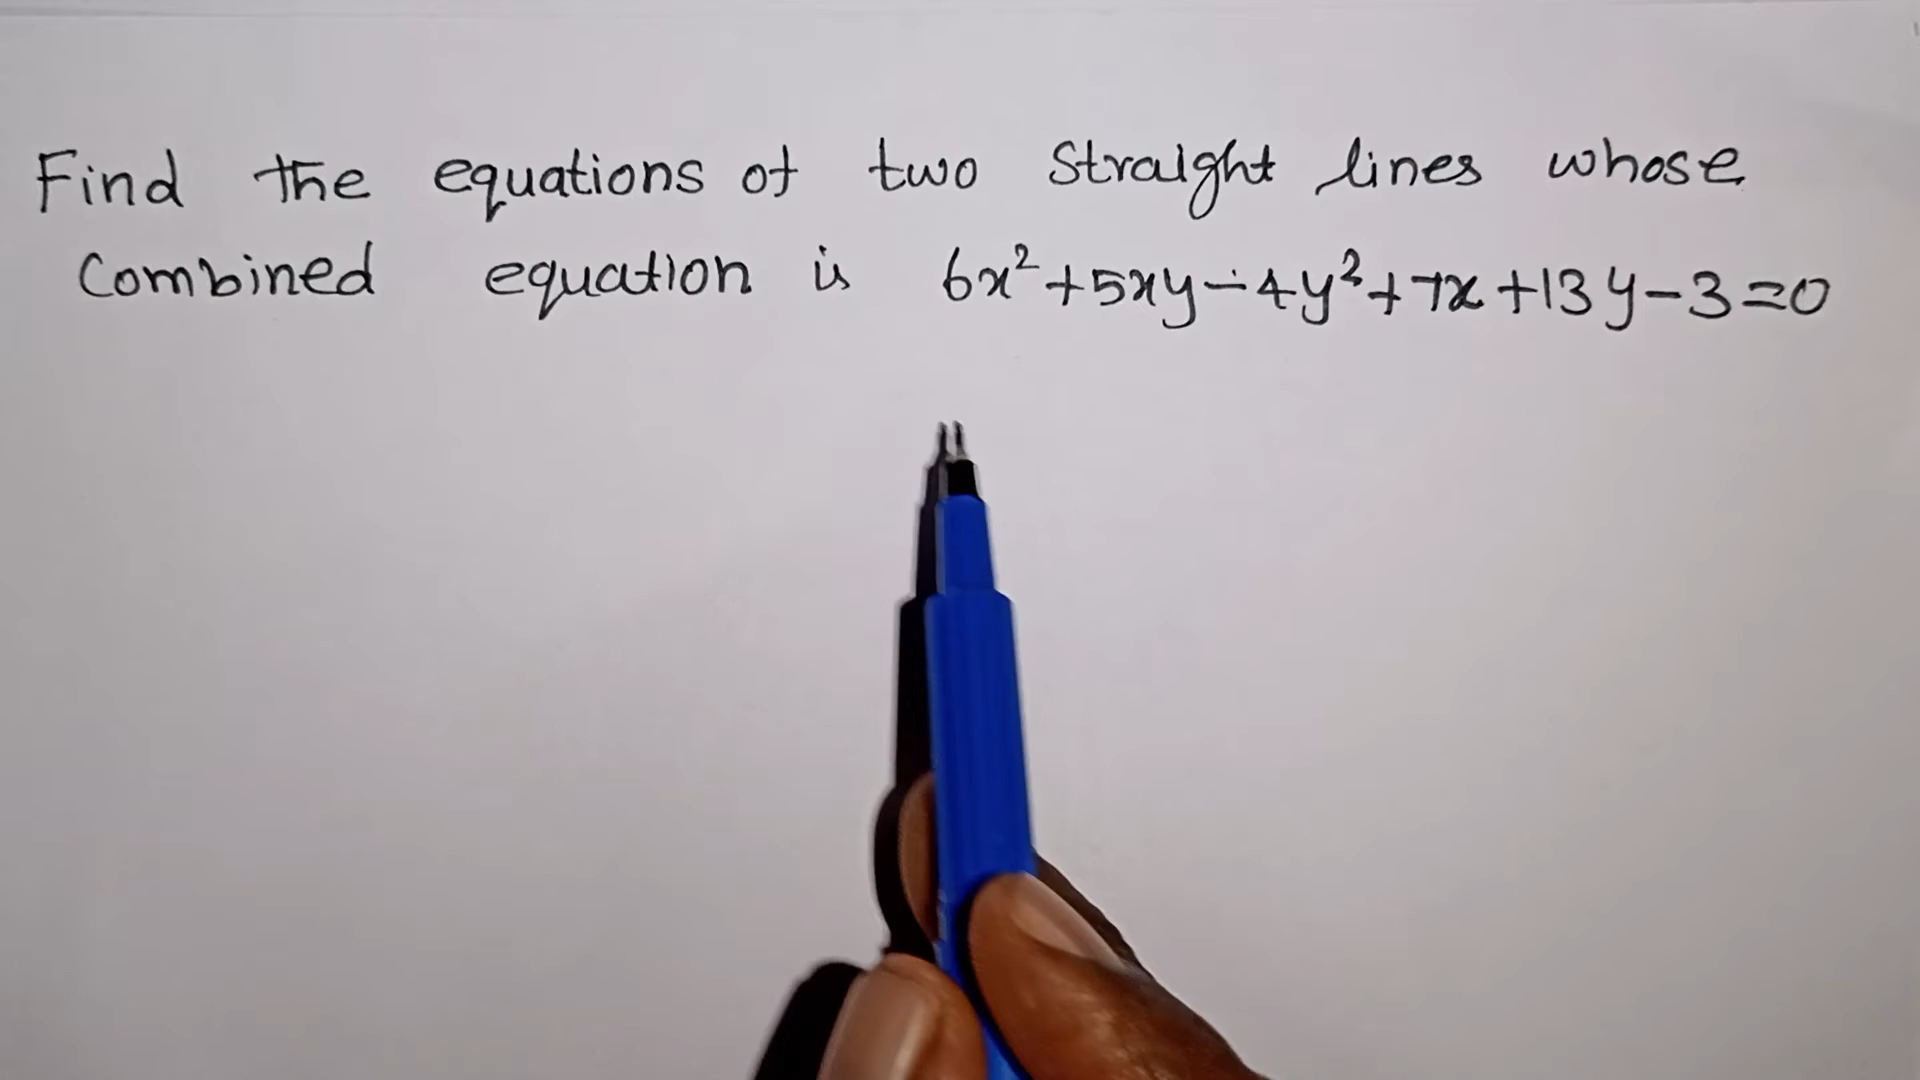 Find the equations of two straight lines whose
Combined equation is 6x²+5xy-4y²+7x+13y-3=0